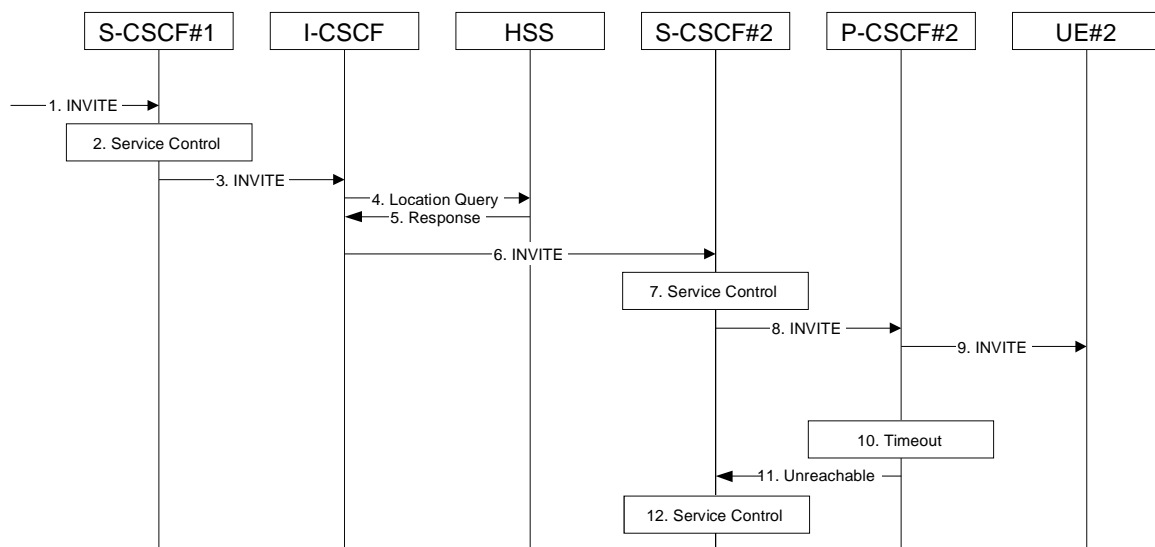 S-CSCF#1
I-CSCF
HSS
S-CSCF#2
P-CSCF#2
UE#2
1. INVITE
2. Service Control
3. INVITE
4. Location Query
5. Response
6. INVITE
7. Service Control
8. INVITE
9. INVITE
10. Timeout
11. Unreachable
12. Service Control